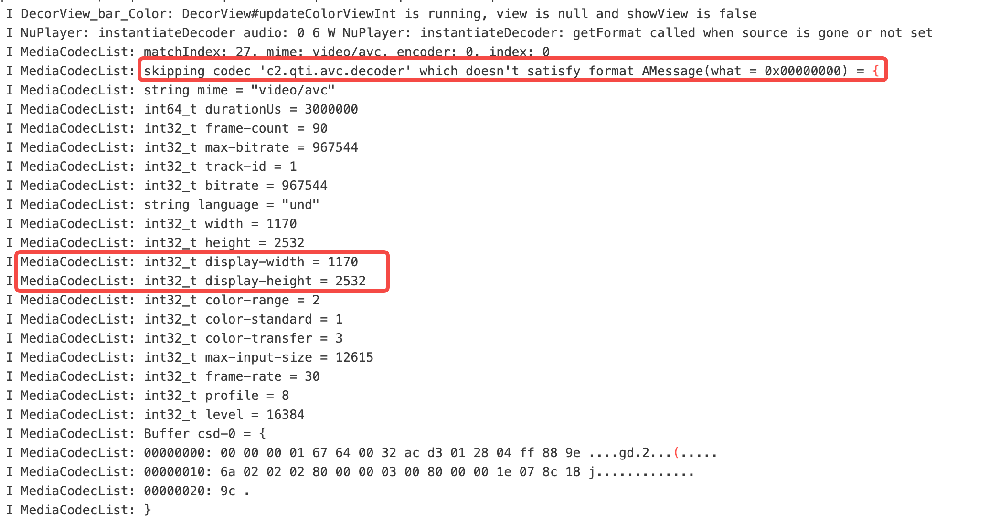 I DecorView_bar_Color: DecorView#updateColorViewInt is running, view is null and showView is false
I NuPlayer: instantiateDecoder audio: 0 6 W NuPlayer: instantiateDecoder: getFormat called when source is gone or not set
I MediaCodecList: matchIndex: 27, mime: video/avc, encoder: 0, index: 0
I MediaCodecList: skipping codec 'c2.qti.avc.decoder' which doesn't satisfy format AMessage(what = 0x00000000) = {
I MediaCodecList: string mime = "video/avc"
I MediaCodecList: int64_t durationUs = 3000000
I MediaCodecList: int32_t frame-count = 90
I MediaCodecList: int32_t max-bitrate = 967544
I MediaCodecList: int32_t track-id = 1
I MediaCodecList: int32_t bitrate = 967544
I MediaCodecList: string language = "und"
I MediaCodecList: int32_t width = 1170
I MediaCodecList: int32_t height = 2532
I MediaCodecList: int32_t display-width = 1170
I MediaCodecList: int32_t display-height = 2532
I MediaCodecList: int32_t color-range = 2
I MediaCodecList: int32_t color-standard = 1
I MediaCodecList: int32_t color-transfer = 3
I MediaCodecList: int32_t max-input-size = 12615
I MediaCodecList: int32_t frame-rate = 30
I MediaCodecList: int32_t profile = 8
I MediaCodecList: int32_t level = 16384
I MediaCodecList: Buffer csd-0 = {
I MediaCodecList: 00000000: 00 00 00 01 67 64 00 32 ac d3 01 28 04 ff 88 9e ....gd.2...(.....
I MediaCodecList: 00000010: 6a 02 02 02 80 00 00 03 00 80 00 00 1e 07 8c 18 j.............
I MediaCodecList: 00000020: 9c .
I MediaCodecList: }